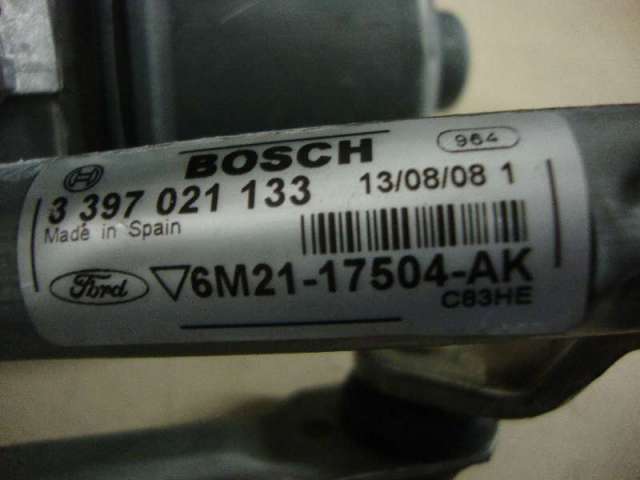 BOSCH 964
3 397 021 133 13/08/08 1
Made in Spain
Ford 6M21-17504-AK
C83HE